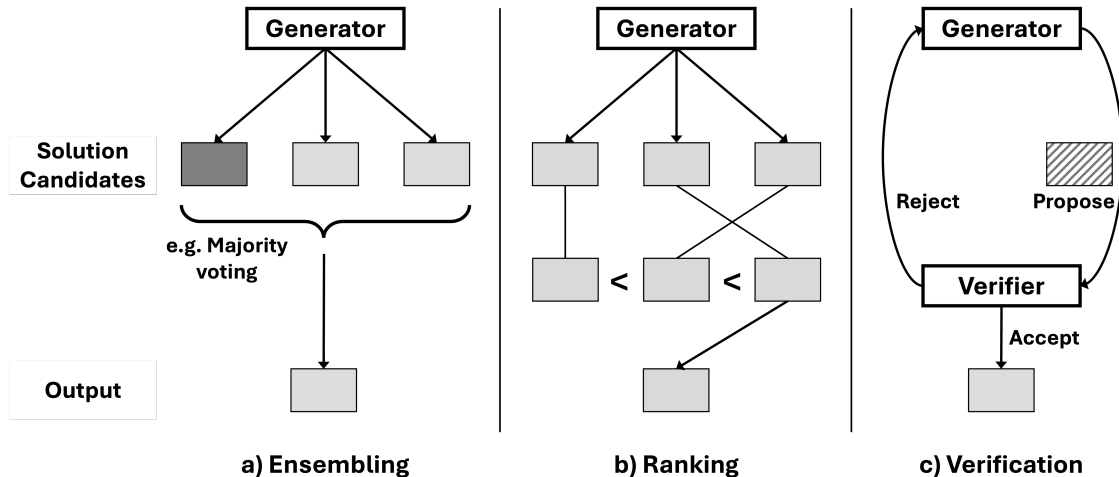 Generator
Generator
Generator
Solution
Candidates
e.g. Majority
voting
<
<
Reject
Propose
Verifier
Accept
Output
a) Ensembling
b) Ranking
c) Verification